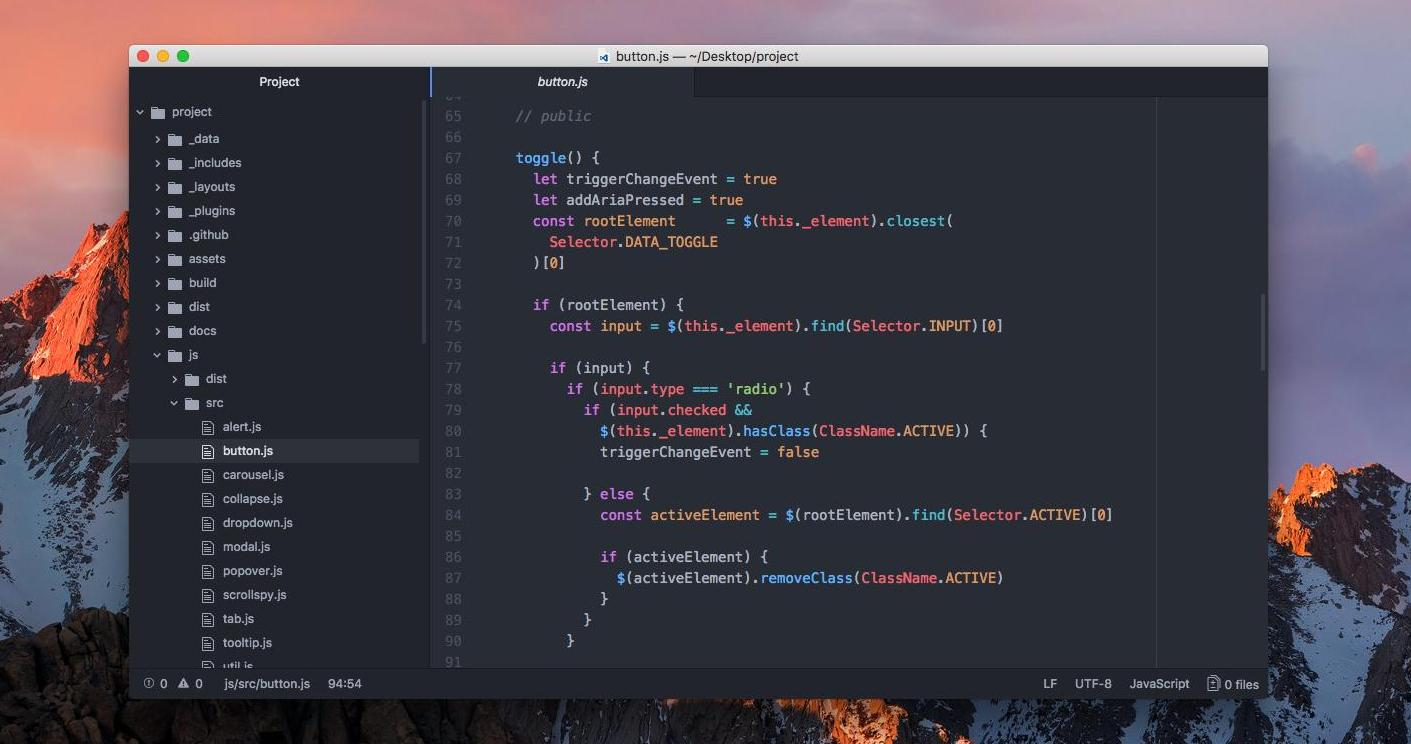 button.js — ~/Desktop/project
Project
project
_data
_includes
_layouts
_plugins
.github
assets
build
dist
docs
js
dist
src
alert.js
button.js
carousel.js
collapse.js
dropdown.js
modal.js
popover.js
scrollspy.js
tab.js
tooltip.js
util.js
button.js
64
65 // public
66
67 toggle() {
68 let triggerChangeEvent = true
69 let addAriaPressed = true
70 const rootElement      = $(this._element).closest(
71 Selector.DATA_TOGGLE
72 )[0]
73
74 if (rootElement) {
75 const input = $(this._element).find(Selector.INPUT)[0]
76
77 if (input) {
78 if (input.type === 'radio') {
79 if (input.checked &&
80 $(this._element).hasClass(ClassName.ACTIVE)) {
81 triggerChangeEvent = false
82
83 } else {
84 const activeElement = $(rootElement).find(Selector.ACTIVE)[0]
85
86 if (activeElement) {
87 $(activeElement).removeClass(ClassName.ACTIVE)
88 }
89 }
90 }
91
0 0 js/src/button.js 94:54 LF UTF-8 JavaScript 0 files